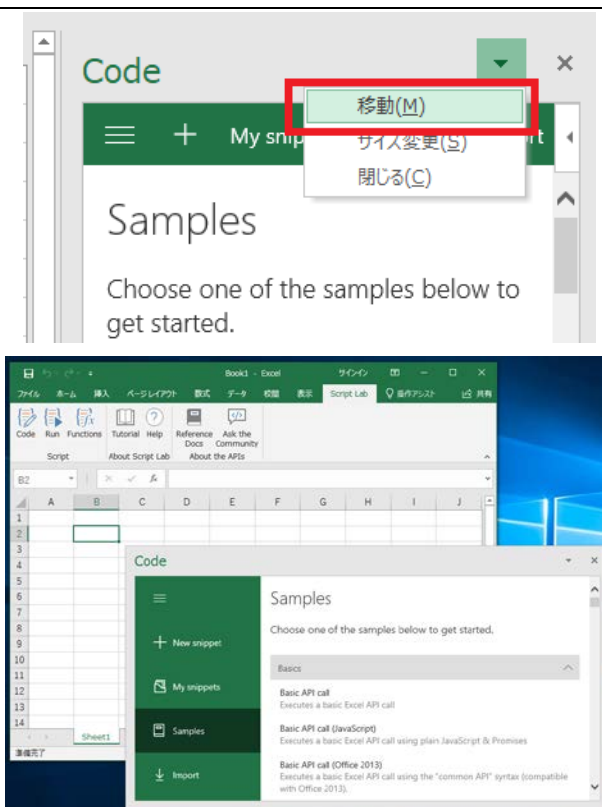 Code
移動(M)
My snip
サイズ変更(S)
rt
閉じる(C)
Samples
Choose one of the samples below to
get started.
Book1 - Excel
サインイン
ファイル ホーム 挿入 ページレイアウト 数式 データ 校閲 表示 Script Lab 操作アシスト 共有
Code Run Functions Tutorial Help Reference Docs Ask the Community
Script About Script Lab About the APIs
B2 fx
A B C D E F G H I J
1
2
3
4
5
6
7
8
9
10
11
12
13
14
Sheet1
準備完了
Code
Samples
Choose one of the samples below to get started.
New snippet
Basics
My snippets
Basic API call
Executes a basic Excel API call
Samples
Basic API call (JavaScript)
Executes a basic Excel API call using plain JavaScript & Promises
Import
Basic API call (Office 2013)
Executes a basic Excel API call using the "common API" syntax (compatible
with Office 2013).